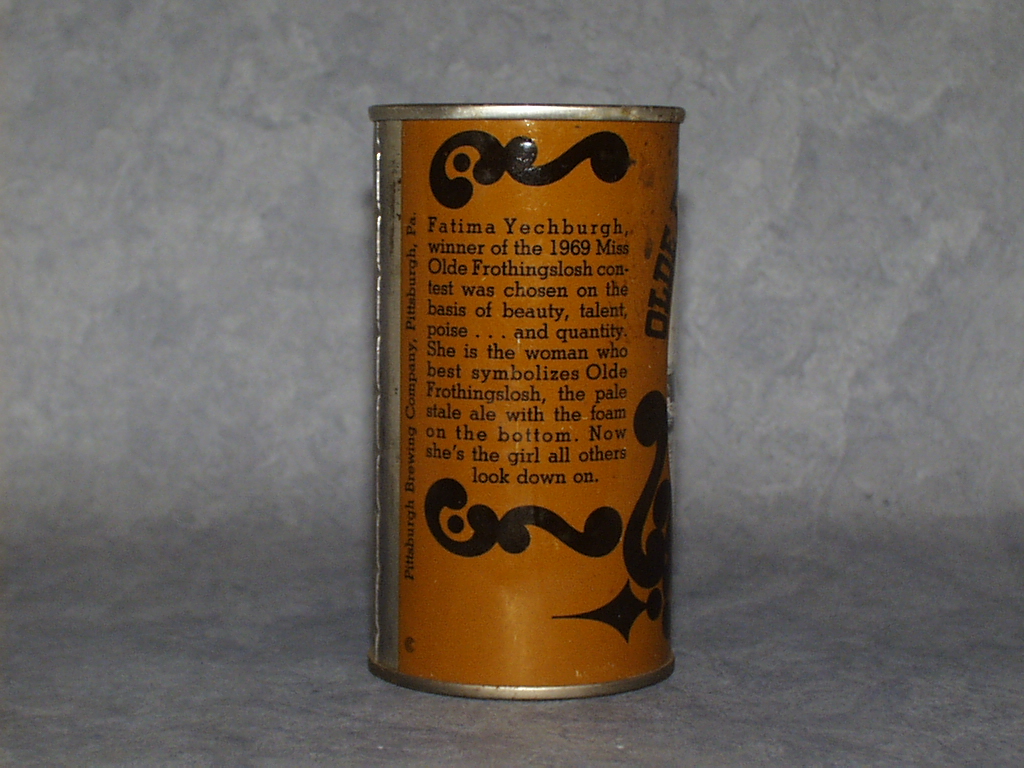 Fatima Yechburgh,
winner of the 1969 Miss
Olde Frothingslosh con-
test was chosen on the
basis of beauty, talent,
poise . . . and quantity.
She is the woman who
best symbolizes Olde
Frothingslosh, the pale
stale ale with the foam
on the bottom. Now
she's the girl all others
look down on.
Pittsburgh Brewing Company, Pittsburgh, Pa.
OLDE